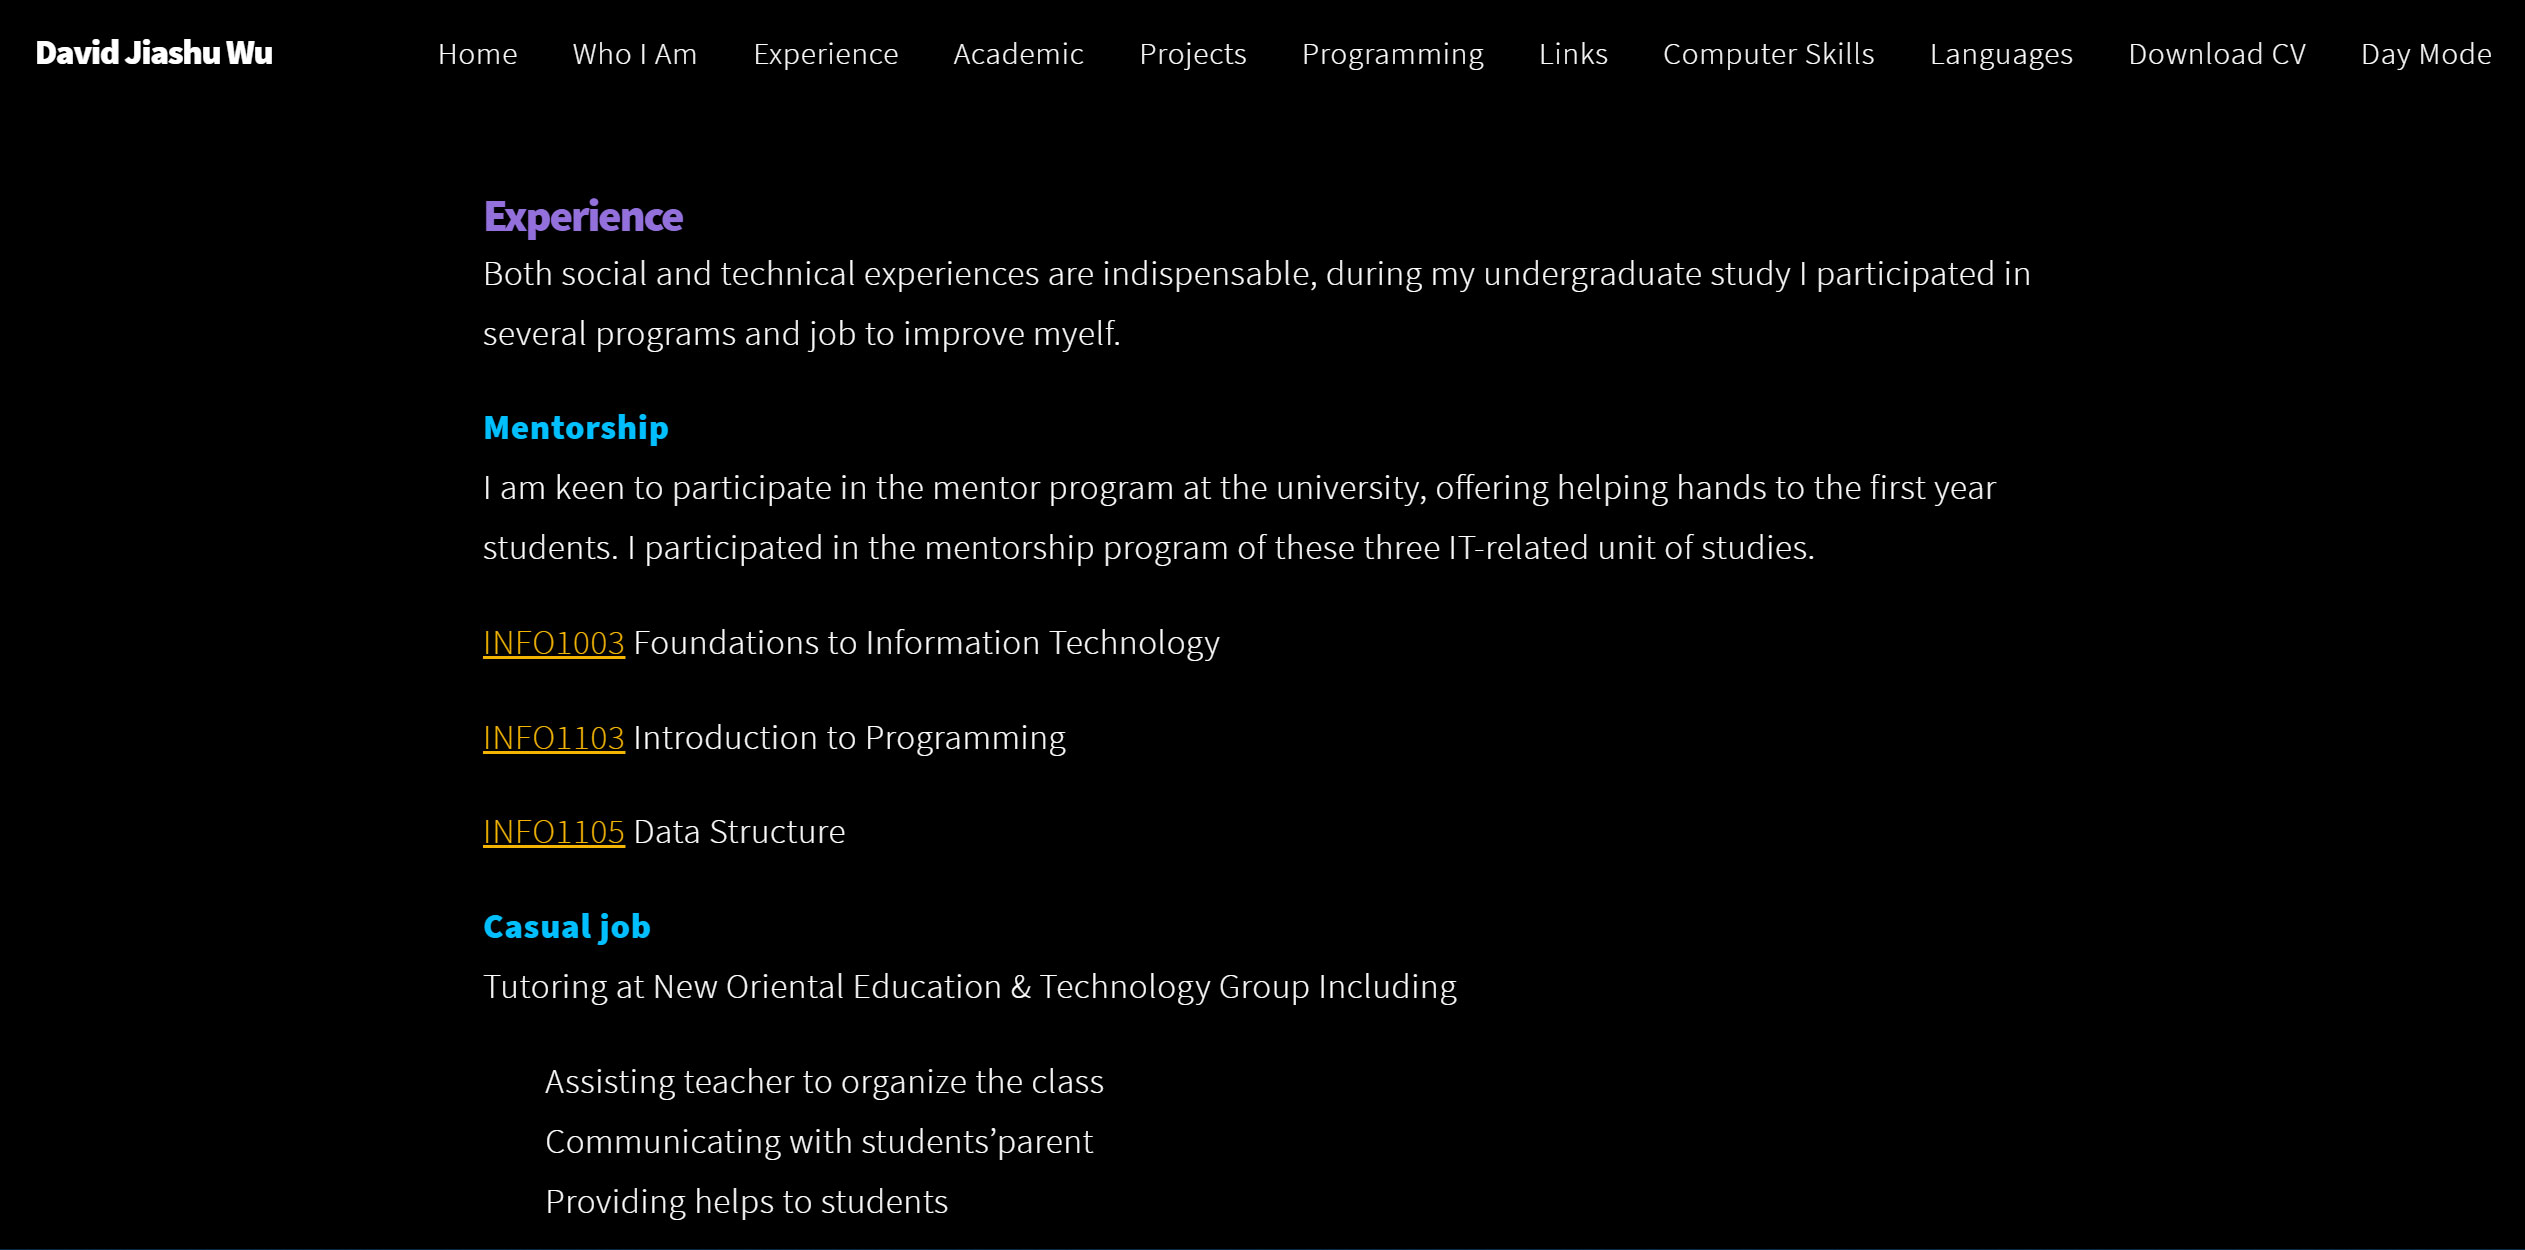 David Jiashu Wu Home Who I Am Experience Academic Projects Programming Links Computer Skills Languages Download CV Day Mode
Experience
Both social and technical experiences are indispensable, during my undergraduate study I participated in
several programs and job to improve myelf.
Mentorship
I am keen to participate in the mentor program at the university, offering helping hands to the first year
students. I participated in the mentorship program of these three IT-related unit of studies.
INFO1003 Foundations to Information Technology
INFO1103 Introduction to Programming
INFO1105 Data Structure
Casual job
Tutoring at New Oriental Education & Technology Group Including
Assisting teacher to organize the class
Communicating with students’parent
Providing helps to students